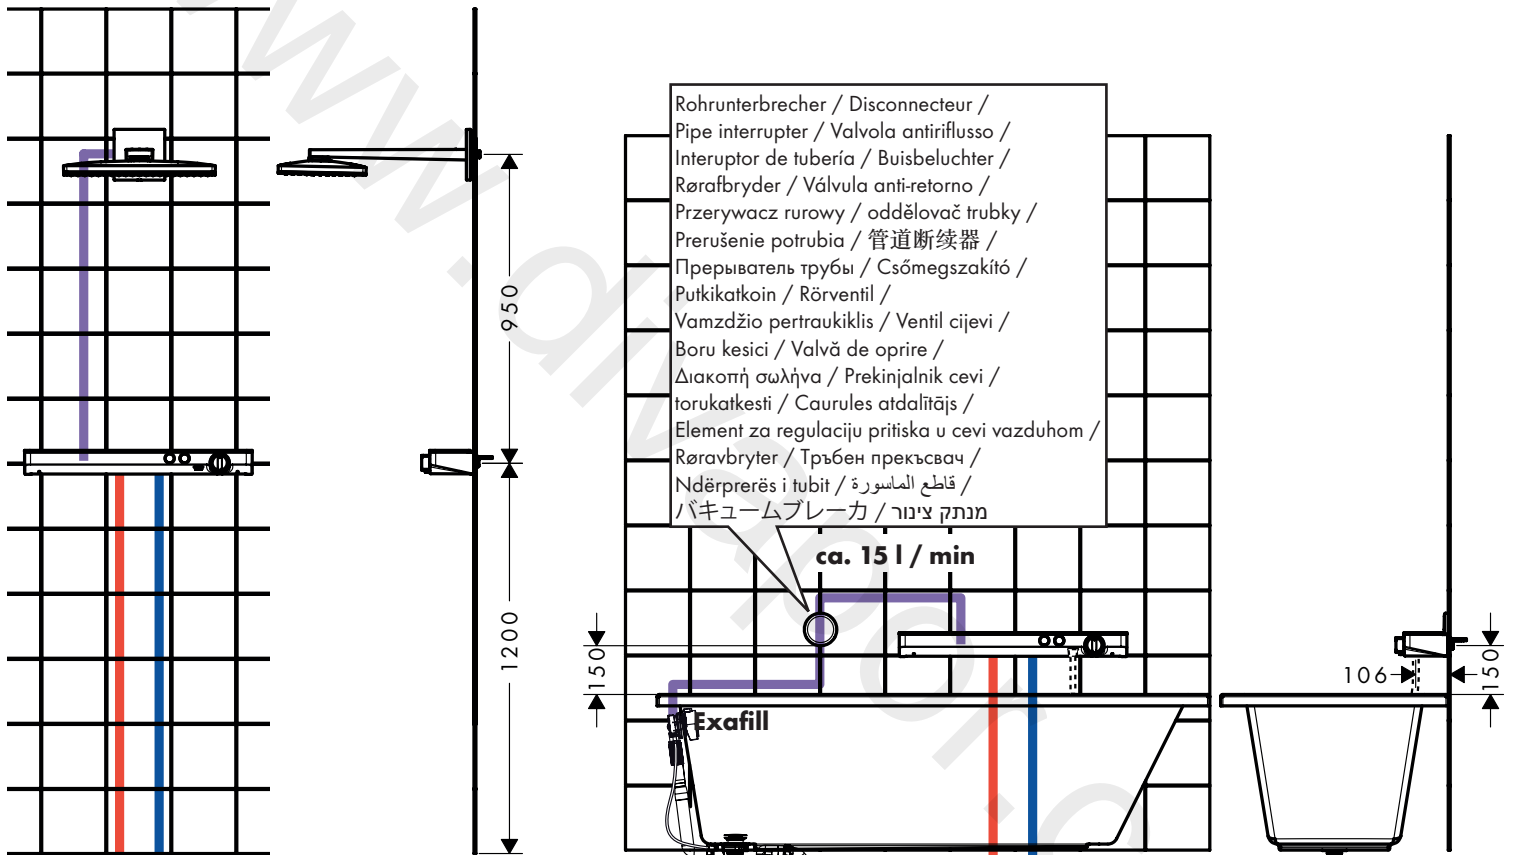 Rohrunterbrecher / Disconnecteur /
Pipe interrupter / Valvola antiriflusso /
Interuptor de tubería / Buisbeluchter /
Rørafbryder / Válvula anti-retorno /
Przerywacz rurowy / oddělovač trubky /
Prerušenie potrubia / 管道断续器 /
Прерыватель трубы / Csőmegszakító /
Putkikatkoin / Rörventil /
Vamzdžio pertraukiklis / Ventil cijevi /
Boru kesici / Valvă de oprire /
Διακοπή σωλήνα / Prekinjalnik cevi /
torukatkesti / Caurules atdalītājs /
Element za regulaciju pritiska u cevi vazduhom /
Røravbryter / Тръбен прекъсвач /
Ndërprerës i tubit / قاطع الماسورة /
バキュームブレーカ / מנתק צינור
ca. 15 l / min
950
1200
150
106
150
Exafill
www.divapor.c